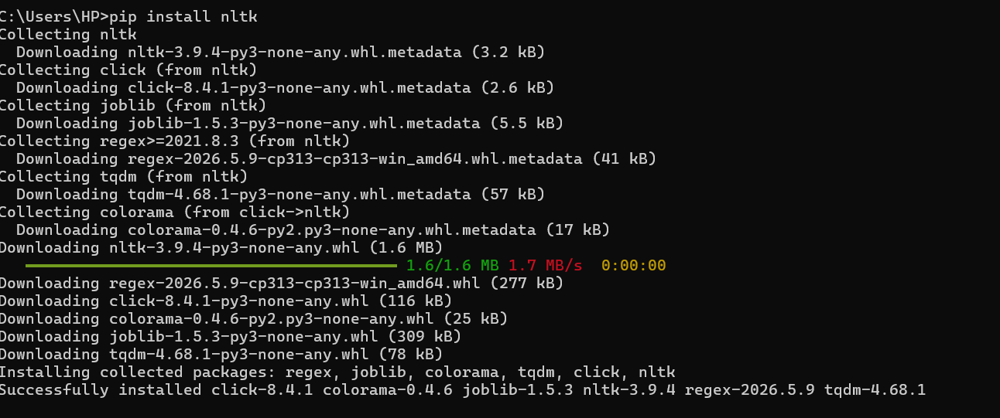 C:\Users\HP>pip install nltk
Collecting nltk
  Downloading nltk-3.9.4-py3-none-any.whl.metadata (3.2 kB)
Collecting click (from nltk)
  Downloading click-8.4.1-py3-none-any.whl.metadata (2.6 kB)
Collecting joblib (from nltk)
  Downloading joblib-1.5.3-py3-none-any.whl.metadata (5.5 kB)
Collecting regex>=2021.8.3 (from nltk)
  Downloading regex-2026.5.9-cp313-cp313-win_amd64.whl.metadata (41 kB)
Collecting tqdm (from nltk)
  Downloading tqdm-4.68.1-py3-none-any.whl.metadata (57 kB)
Collecting colorama (from click->nltk)
  Downloading colorama-0.4.6-py2.py3-none-any.whl.metadata (17 kB)
Downloading nltk-3.9.4-py3-none-any.whl (1.6 MB)
1.6/1.6 MB 1.7 MB/s  0:00:00
Downloading regex-2026.5.9-cp313-cp313-win_amd64.whl (277 kB)
Downloading click-8.4.1-py3-none-any.whl (116 kB)
Downloading colorama-0.4.6-py2.py3-none-any.whl (25 kB)
Downloading joblib-1.5.3-py3-none-any.whl (309 kB)
Downloading tqdm-4.68.1-py3-none-any.whl (78 kB)
Installing collected packages: regex, joblib, colorama, tqdm, click, nltk
Successfully installed click-8.4.1 colorama-0.4.6 joblib-1.5.3 nltk-3.9.4 regex-2026.5.9 tqdm-4.68.1